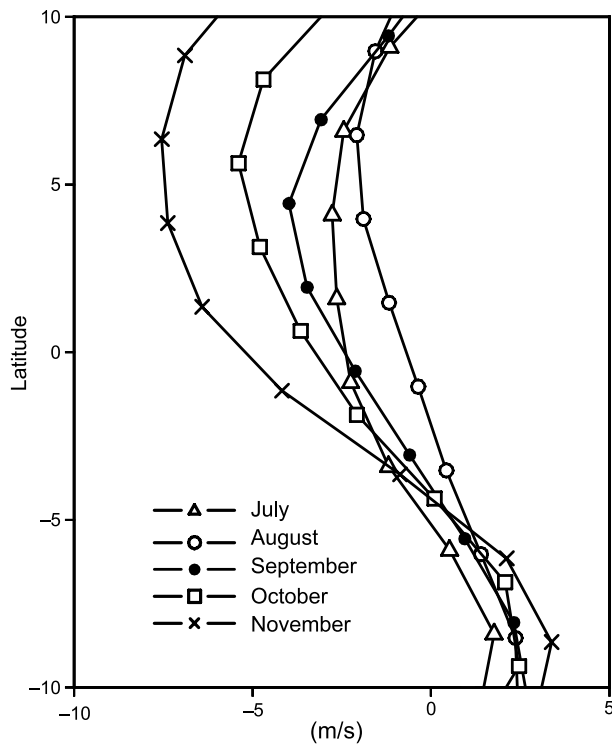 10
5
0
–5
–10
Latitude
July
August
September
October
November
–10
–5
0
5
(m/s)